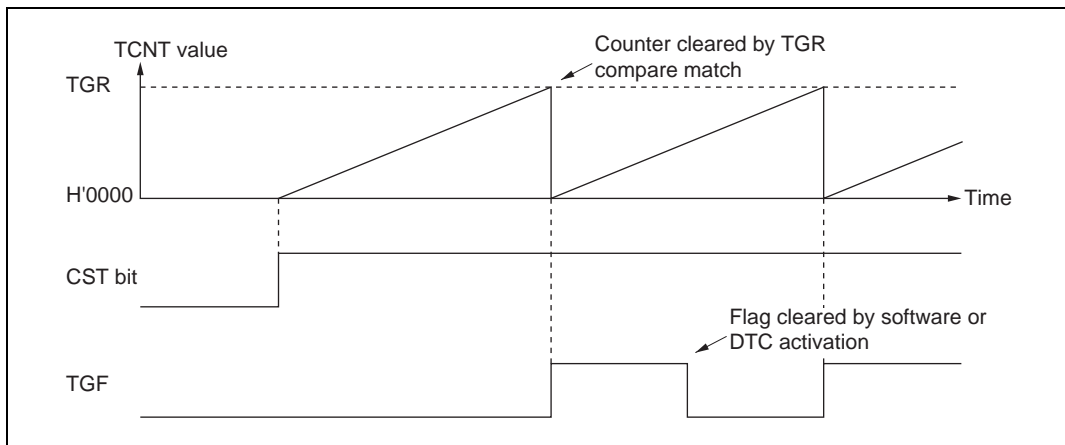 TCNT value
Counter cleared by TGR
compare match
TGR
H'0000
Time
CST bit
Flag cleared by software or
DTC activation
TGF